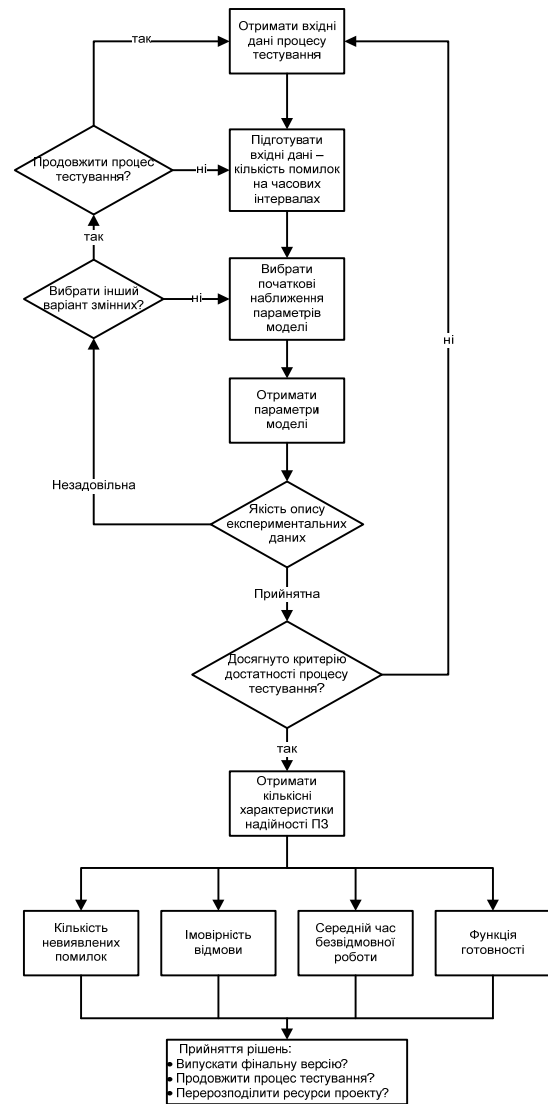 Отримати вхідні
дані процесу
тестування
так
Продовжити процес
тестування?
ні
Підготувати
вхідні дані –
кількість помилок
на часових
інтервалах
так
Вибрати інший
варіант змінних?
ні
Вибрати
початкові
наближення
параметрів
моделі
ні
Отримати
параметри
моделі
Незадовільна
Якість опису
експериментальних
даних
Прийнятна
Досягнуто критерію
достатності процесу
тестування?
так
Отримати
кількісні
характеристики
надійності ПЗ
Кількість
невиявлених
помилок
Імовірність
відмови
Середній час
безвідмовної
роботи
Функція
готовності
Прийняття рішень:
• Випускати фінальну версію?
• Продовжити процес тестування?
• Перерозподілити ресурси проекту?